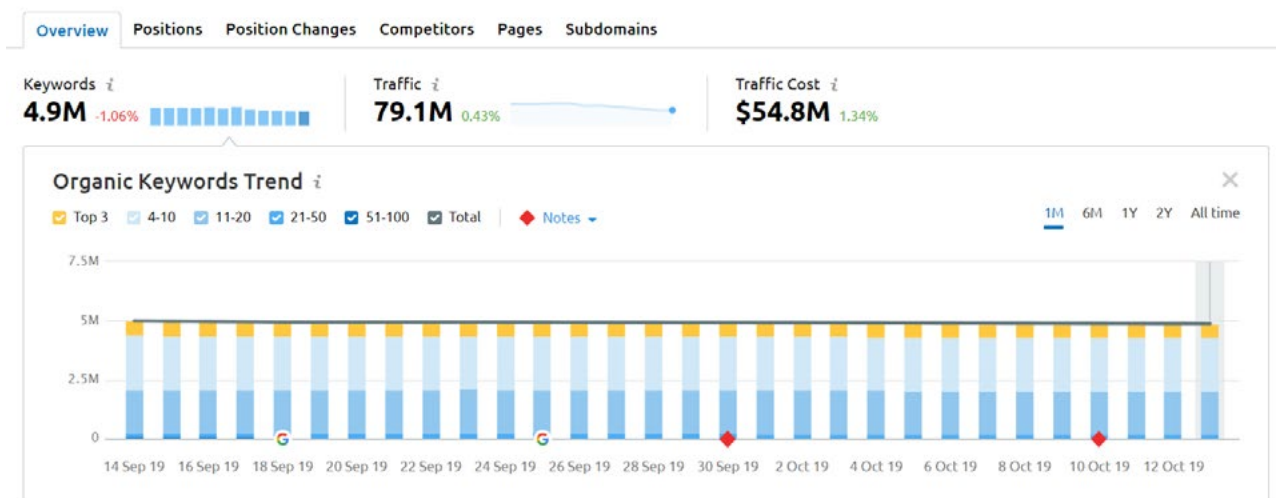 Overview Positions Position Changes Competitors Pages Subdomains
Keywords i Traffic i Traffic Cost i
4.9M -1.06% 79.1M 0.43% $54.8M 1.34%
Organic Keywords Trend i
Top 3 4-10 11-20 21-50 51-100 Total Notes 1M 6M 1Y 2Y All time
7.5M
5M
2.5M
0 G G
14 Sep 19 16 Sep 19 18 Sep 19 20 Sep 19 22 Sep 19 24 Sep 19 26 Sep 19 28 Sep 19 30 Sep 19 2 Oct 19 4 Oct 19 6 Oct 19 8 Oct 19 10 Oct 19 12 Oct 19